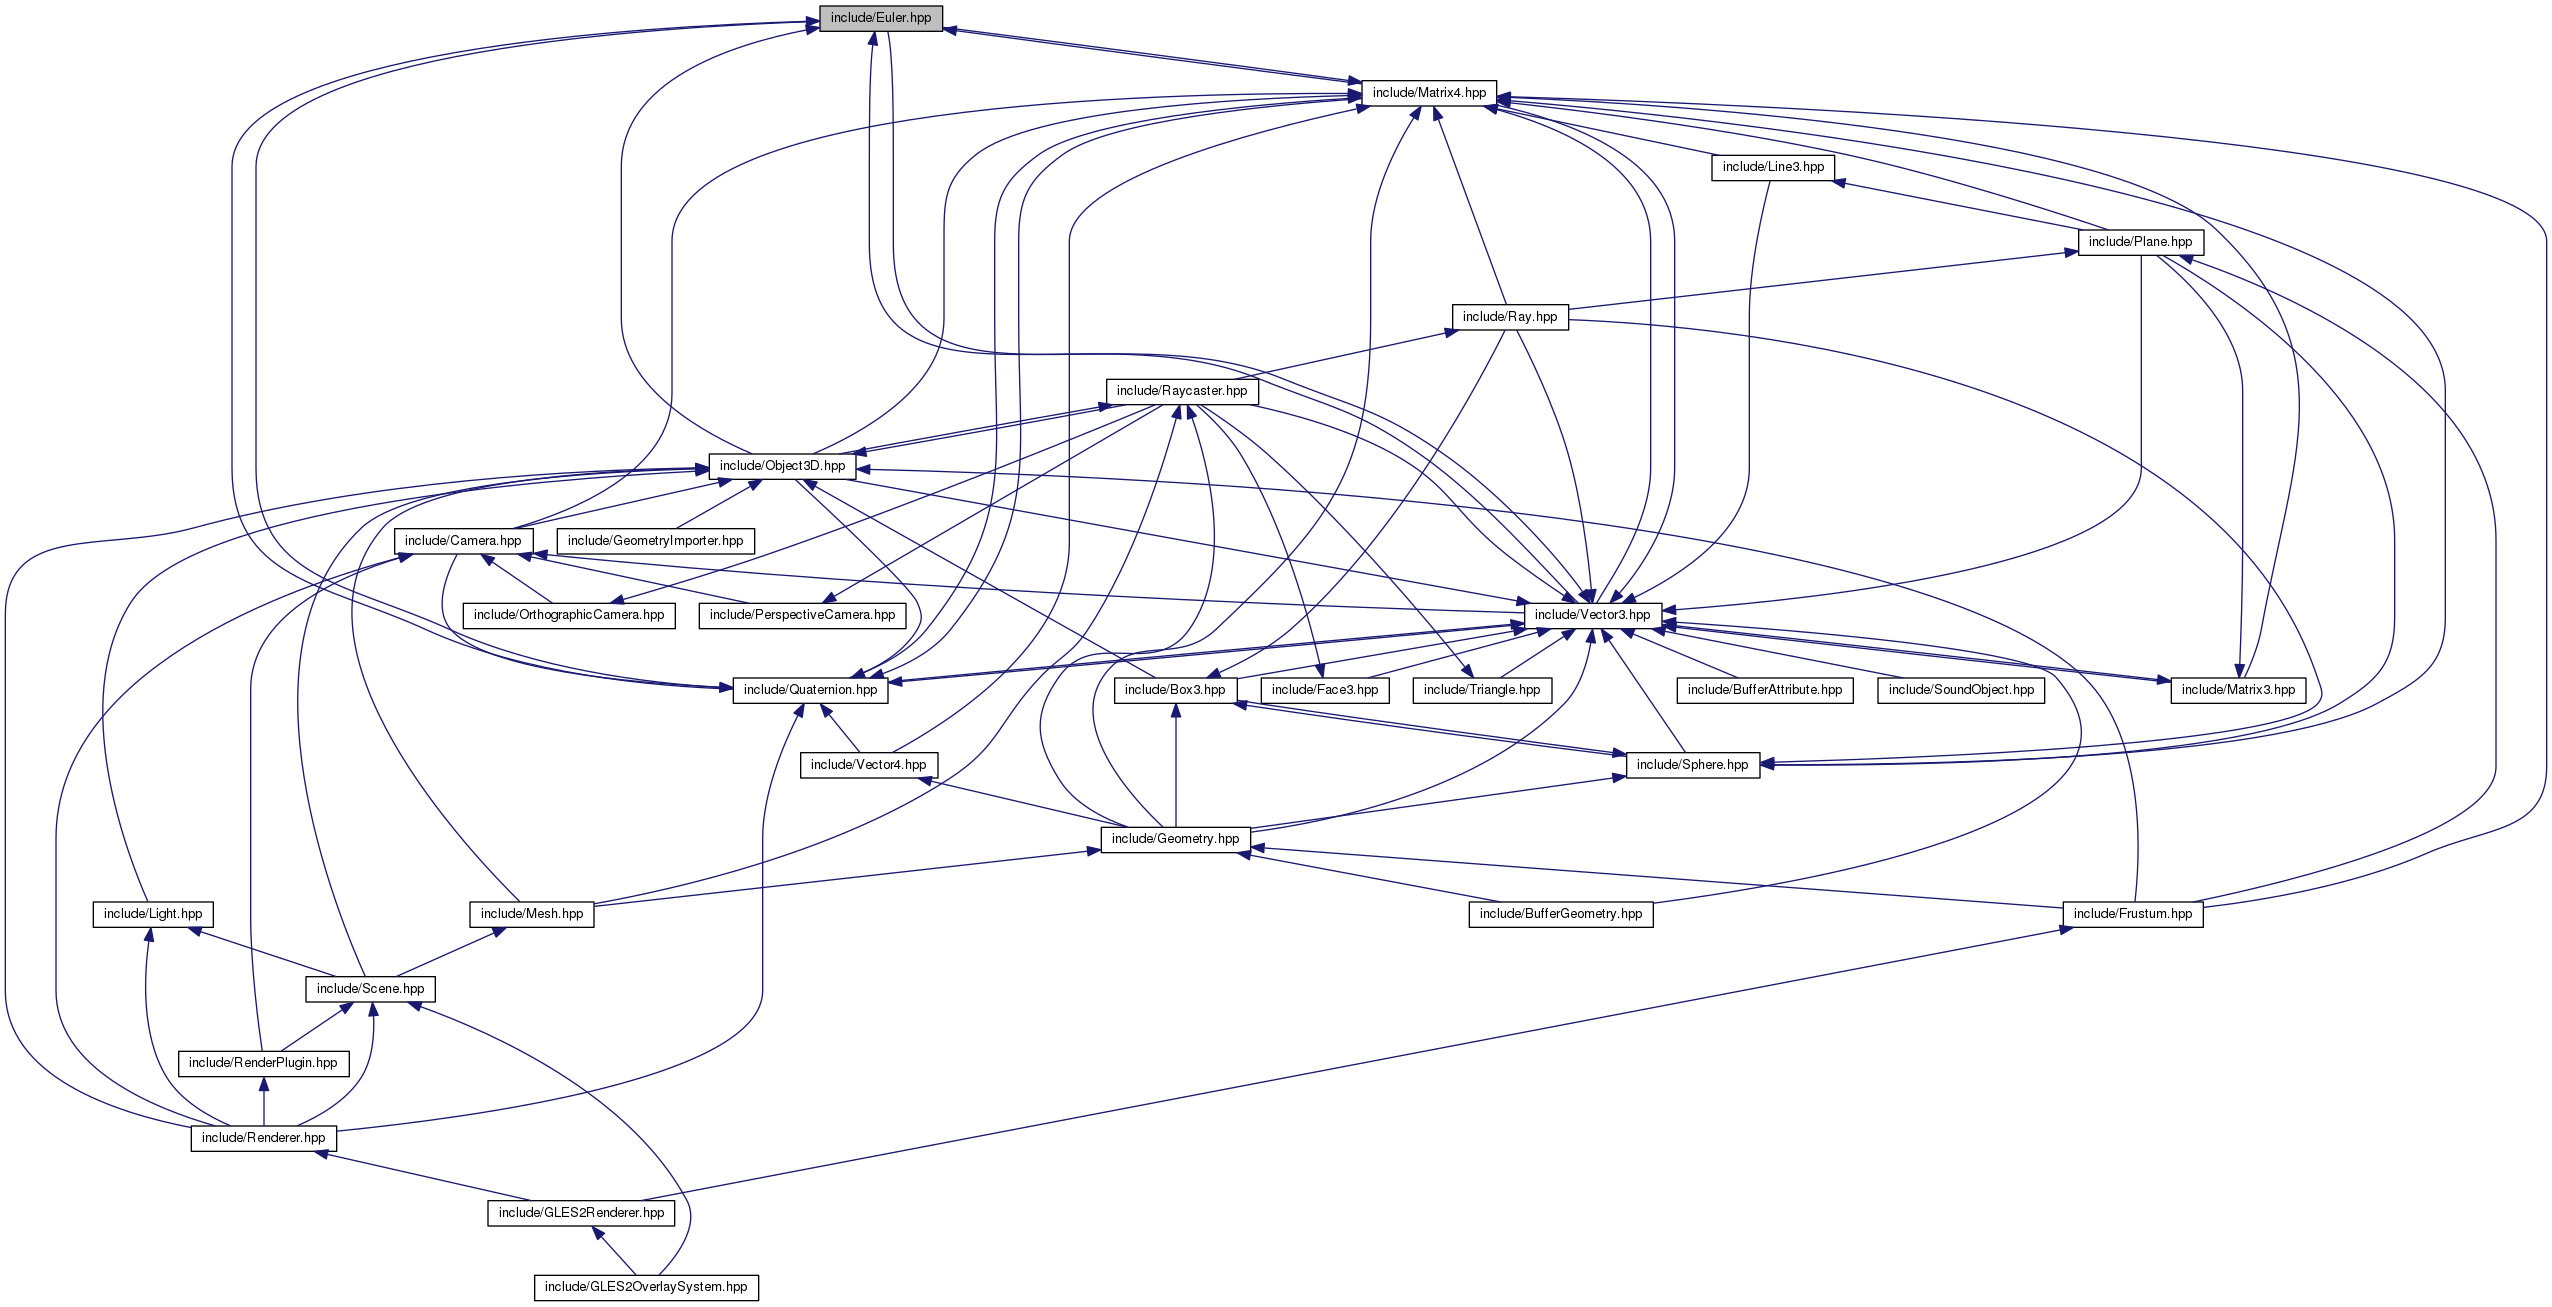 include/Euler.hpp
include/Matrix4.hpp
include/Line3.hpp
include/Plane.hpp
include/Ray.hpp
include/Raycaster.hpp
include/Object3D.hpp
include/Camera.hpp
include/GeometryImporter.hpp
include/OrthographicCamera.hpp
include/PerspectiveCamera.hpp
include/Vector3.hpp
include/Quaternion.hpp
include/Box3.hpp
include/Face3.hpp
include/Triangle.hpp
include/BufferAttribute.hpp
include/SoundObject.hpp
include/Matrix3.hpp
include/Vector4.hpp
include/Sphere.hpp
include/Geometry.hpp
include/Light.hpp
include/Mesh.hpp
include/BufferGeometry.hpp
include/Frustum.hpp
include/Scene.hpp
include/RenderPlugin.hpp
include/Renderer.hpp
include/GLES2Renderer.hpp
include/GLES2OverlaySystem.hpp